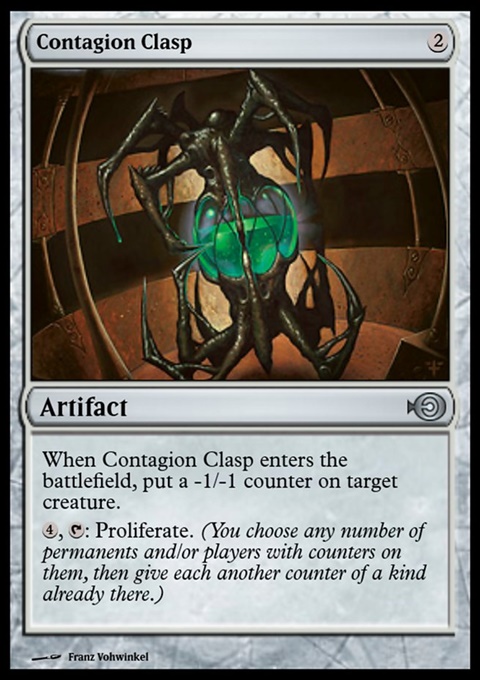 Contagion Clasp 2
Artifact
When Contagion Clasp enters the
battlefield, put a -1/-1 counter on target
creature.
4, T: Proliferate. (You choose any number of
permanents and/or players with counters on
them, then give each another counter of a kind
already there.)
Franz Vohwinkel